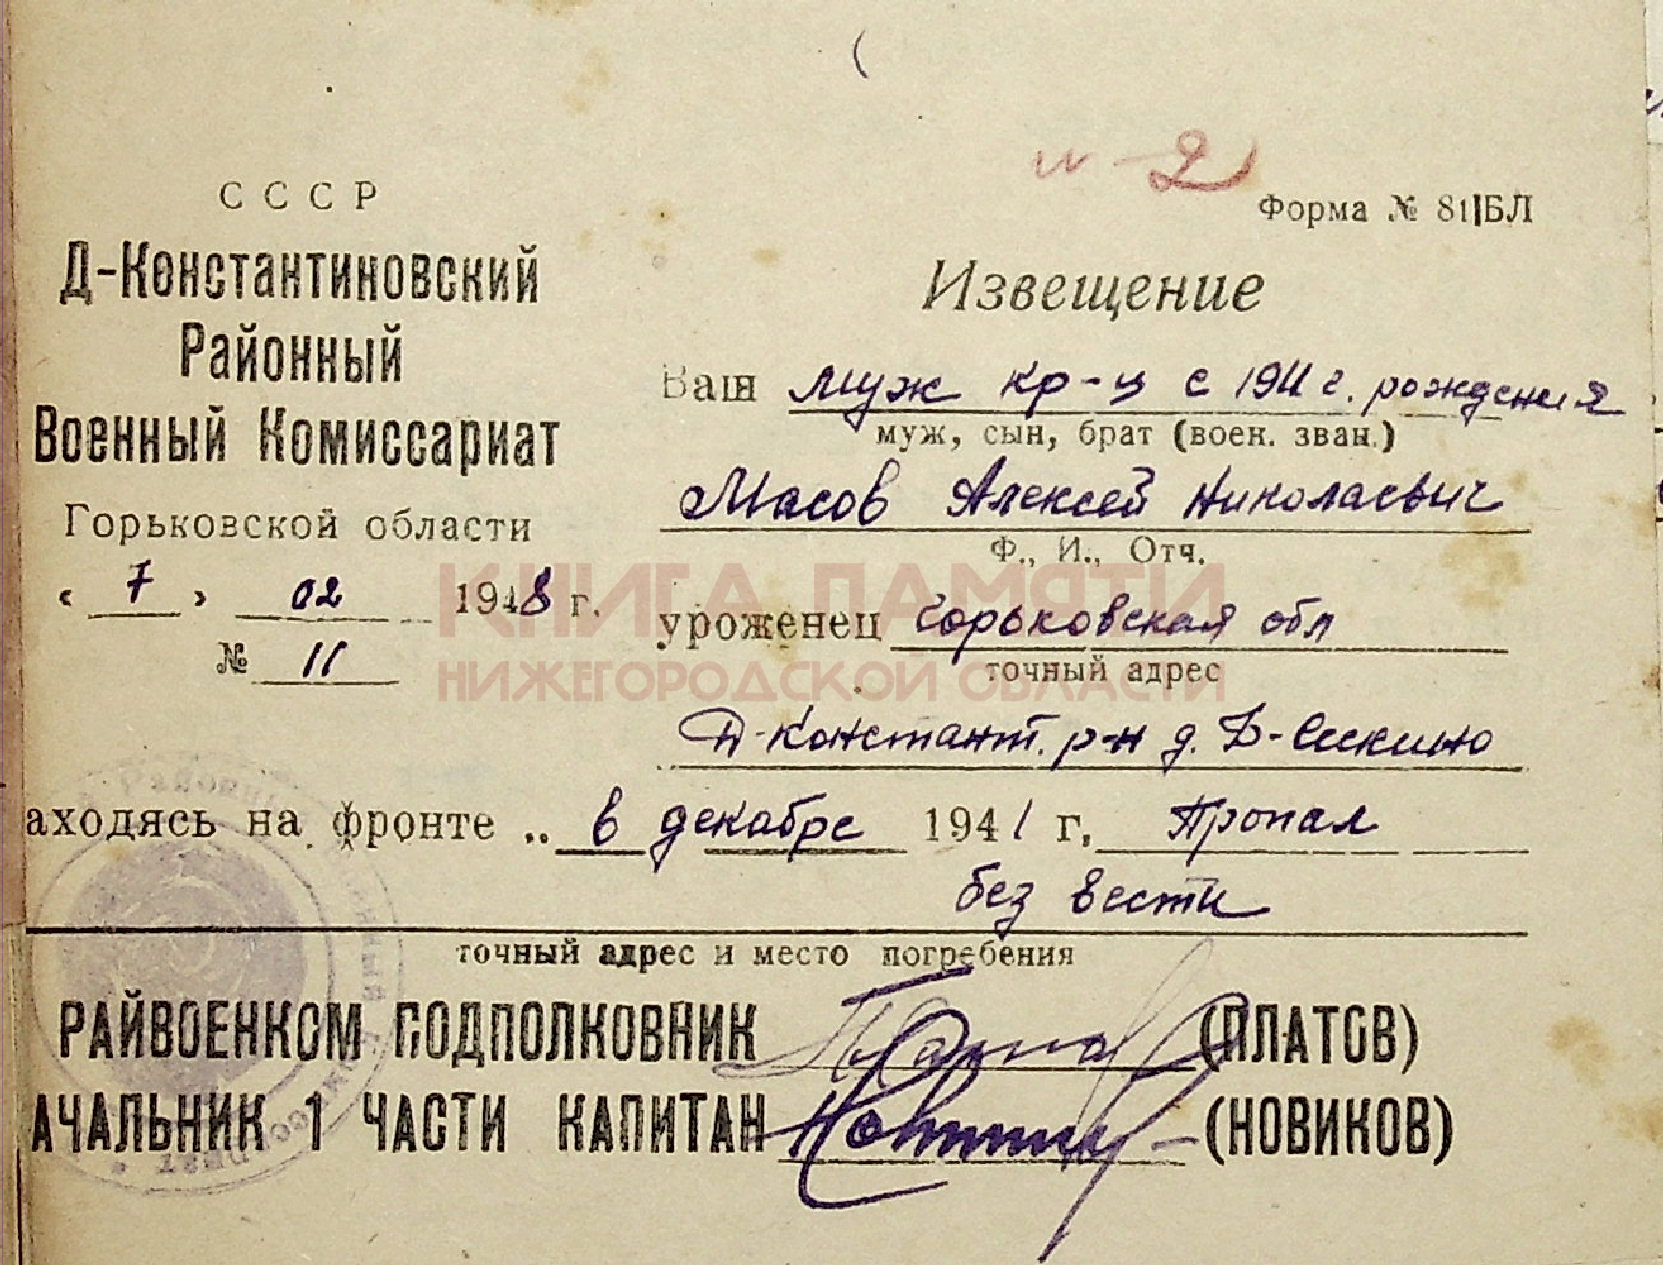 и-2
СССР
Форма № 81|БЛ
Д-Константиновский
Районный
Военный Комиссариат
Горьковской области
« 7 » 02 1948 г.
№ 11
Извещение
Ваш муж кр-ц с 1911 г. рождения
муж, сын, брат (воен. зван.)
Масов Алексей Николаевич
Ф., И., Отч.
уроженец Горьковская обл
точный адрес
Д-Констант. р-н д. Б-Сескино
КНИГА ПАМЯТИ
НИЖЕГОРОДСКОЙ ОБЛАСТИ
аходясь на фронте .. в декабре 1941 г, Пропал
без вести
точный адрес и место погребения
РАЙВОЕНКОМ ПОДПОЛКОВНИК (ПЛАТОВ)
АЧАЛЬНИК 1 ЧАСТИ КАПИТАН (НОВИКОВ)